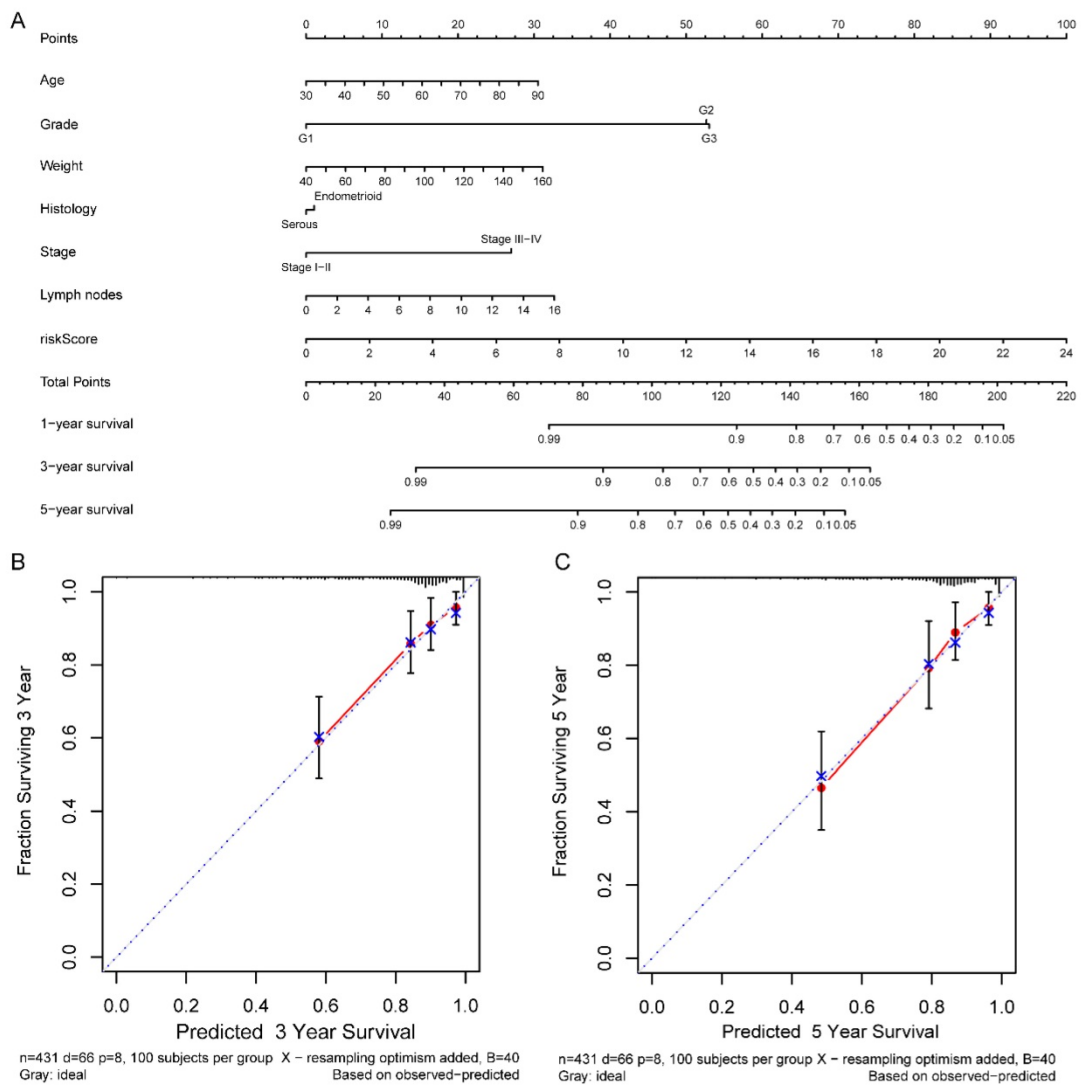 A
Points
0 10 20 30 40 50 60 70 80 90 100
Age
30 40 50 60 70 80 90
Grade
G2
G1
G3
Weight
40 60 80 100 120 140 160
Histology
Endometrioid
Serous
Stage
Stage III−IV
Stage I−II
Lymph nodes
0 2 4 6 8 10 12 14 16
riskScore
0 2 4 6 8 10 12 14 16 18 20 22 24
Total Points
0 20 40 60 80 100 120 140 160 180 200 220
1-year survival
0.99 0.9 0.8 0.7 0.6 0.5 0.4 0.3 0.2 0.1 0.05
3-year survival
0.99 0.9 0.8 0.7 0.6 0.5 0.4 0.3 0.2 0.1 0.05
5-year survival
0.99 0.9 0.8 0.7 0.6 0.5 0.4 0.3 0.2 0.1 0.05
B
Fraction Surviving 3 Year
1.0
0.8
0.6
0.4
0.2
0.0
0.0 0.2 0.4 0.6 0.8 1.0
Predicted 3 Year Survival
n=431 d=66 p=8, 100 subjects per group X − resampling optimism added, B=40
Gray: ideal Based on observed−predicted
C
Fraction Surviving 5 Year
1.0
0.8
0.6
0.4
0.2
0.0
0.0 0.2 0.4 0.6 0.8 1.0
Predicted 5 Year Survival
n=431 d=66 p=8, 100 subjects per group X − resampling optimism added, B=40
Gray: ideal Based on observed−predicted